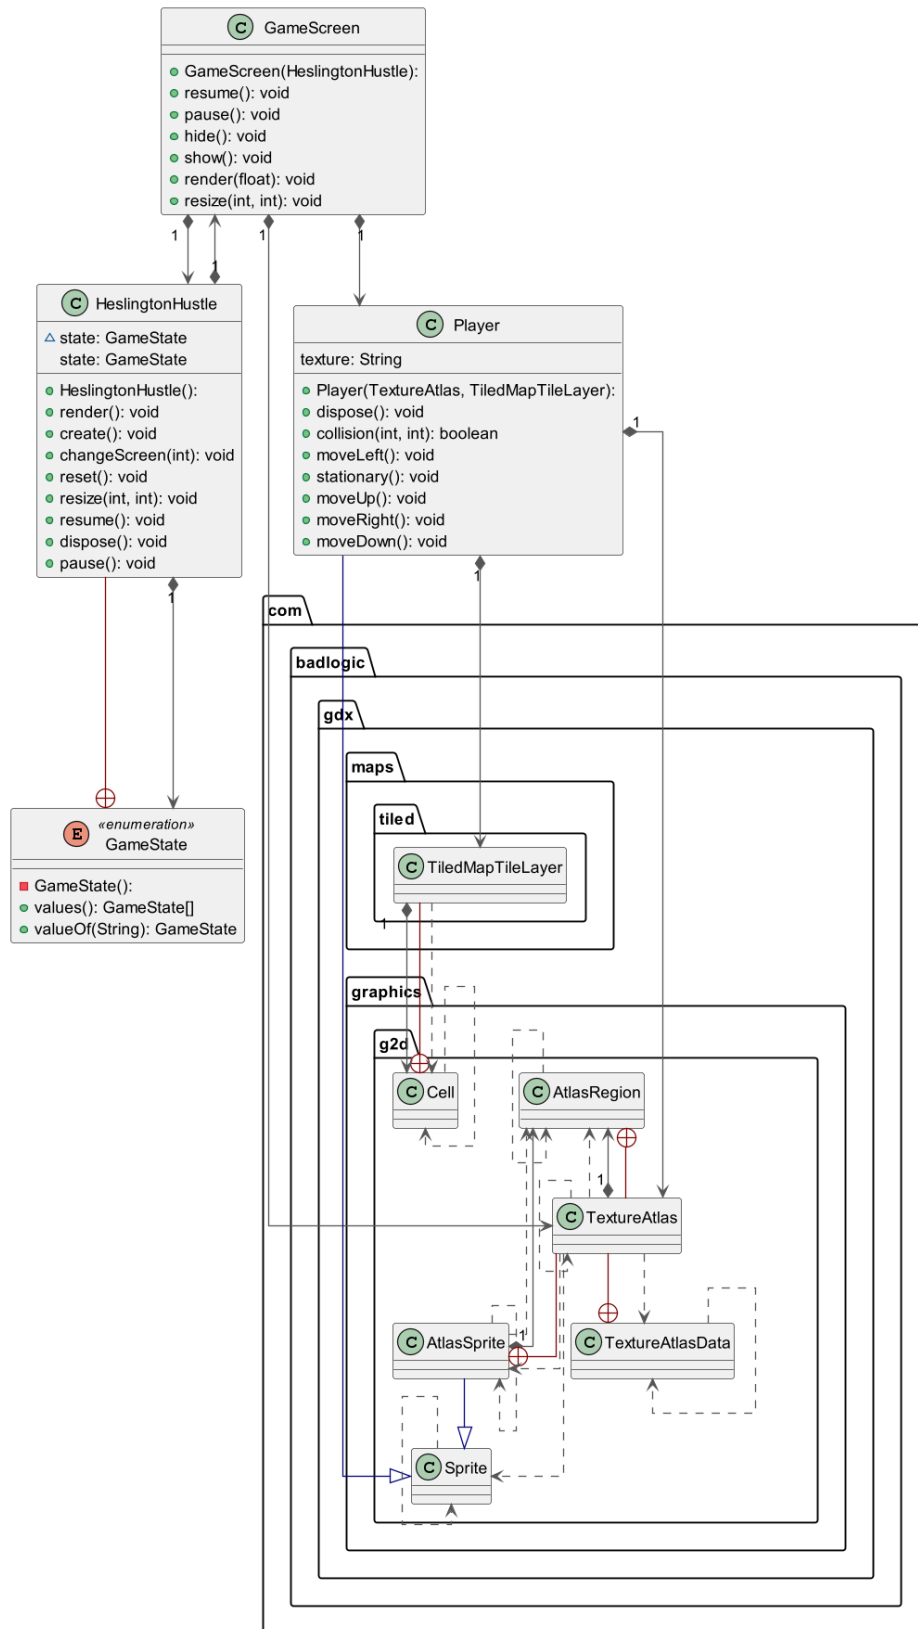 C GameScreen
GameScreen(HeslingtonHustle):
resume(): void
pause(): void
hide(): void
show(): void
render(float): void
resize(int, int): void
1
1
1
1
C HeslingtonHustle
state: GameState
state: GameState
HeslingtonHustle():
render(): void
create(): void
changeScreen(int): void
reset(): void
resize(int, int): void
resume(): void
dispose(): void
pause(): void
C Player
texture: String
Player(TextureAtlas, TiledMapTileLayer):
dispose(): void
collision(int, int): boolean
moveLeft(): void
stationary(): void
moveUp(): void
moveRight(): void
moveDown(): void
1
1
1
com
badlogic
gdx
maps
tiled
E «enumeration»
GameState
GameState():
values(): GameState[]
valueOf(String): GameState
C TiledMapTileLayer
1
graphics
g2d
C Cell
C AtlasRegion
1
C TextureAtlas
C AtlasSprite
1
C TextureAtlasData
C Sprite